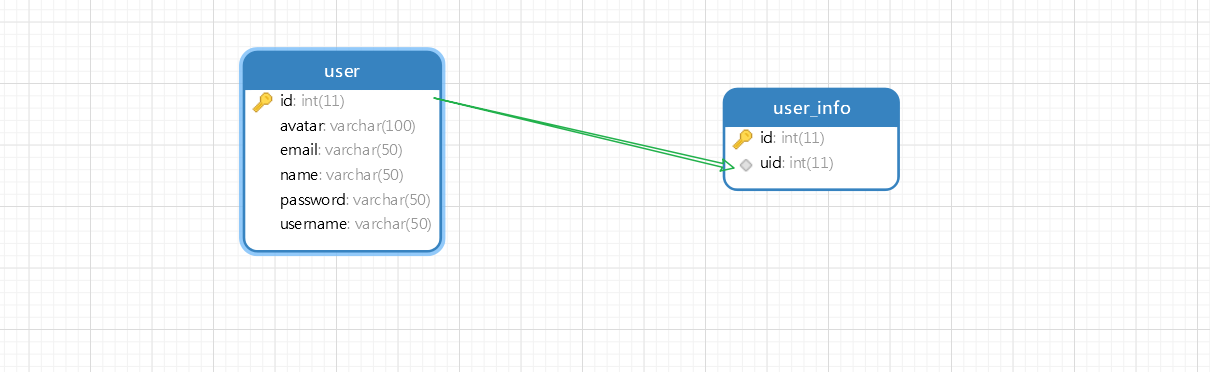 user
id: int(11)
avatar: varchar(100)
email: varchar(50)
name: varchar(50)
password: varchar(50)
username: varchar(50)
user_info
id: int(11)
uid: int(11)